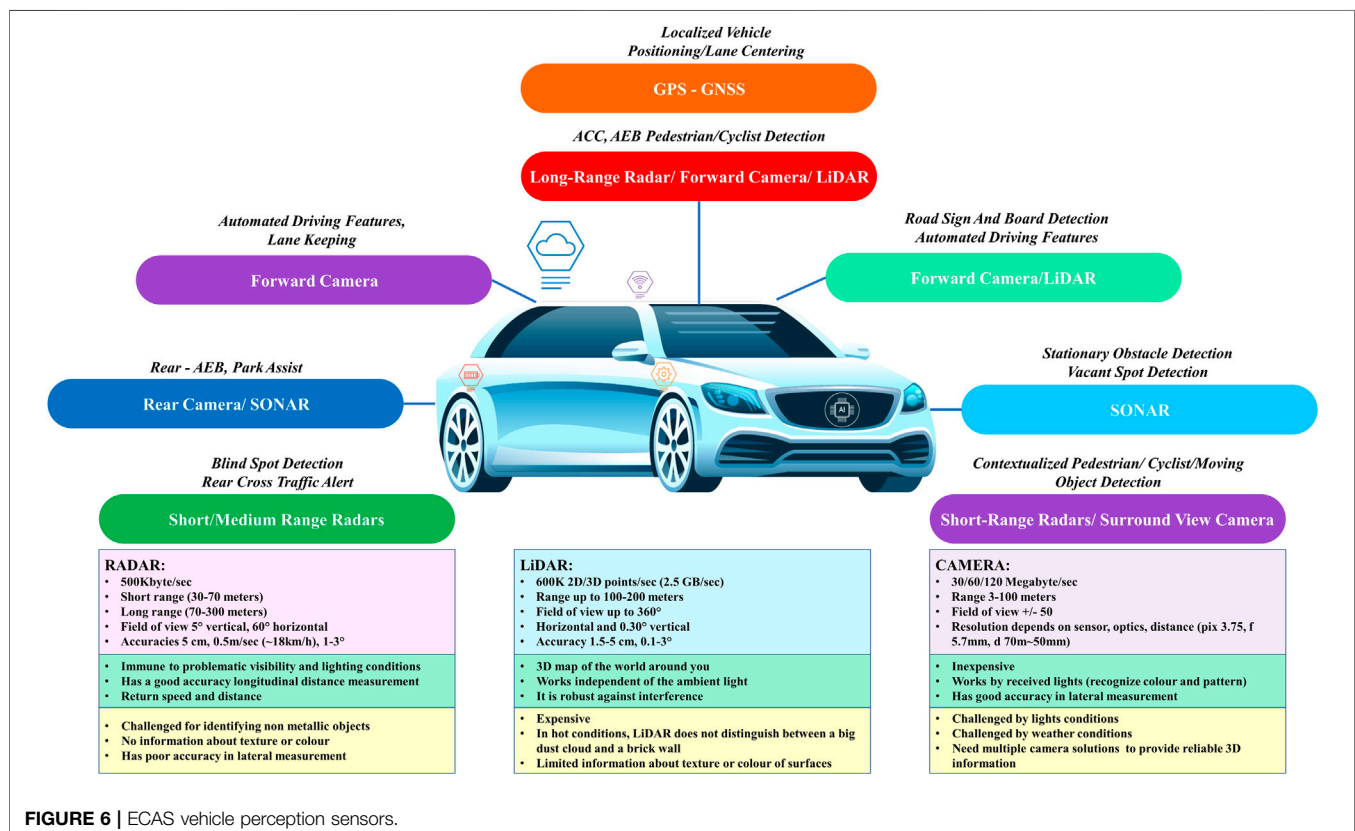 Localized Vehicle
Positioning/Lane Centering
GPS - GNSS
ACC, AEB Pedestrian/Cyclist Detection
Long-Range Radar/ Forward Camera/ LiDAR
Automated Driving Features,
Lane Keeping
Forward Camera
Road Sign And Board Detection
Automated Driving Features
Forward Camera/LiDAR
Rear - AEB, Park Assist
Rear Camera/ SONAR
Stationary Obstacle Detection
Vacant Spot Detection
SONAR
AI
Blind Spot Detection
Rear Cross Traffic Alert
Short/Medium Range Radars
Contextualized Pedestrian/ Cyclist/Moving
Object Detection
Short-Range Radars/ Surround View Camera
RADAR:
• 500Kbyte/sec
• Short range (30-70 meters)
• Long range (70-300 meters)
• Field of view 5° vertical, 60° horizontal
• Accuracies 5 cm, 0.5m/sec (~18km/h), 1-3°
• Immune to problematic visibility and lighting conditions
• Has a good accuracy longitudinal distance measurement
• Return speed and distance
• Challenged for identifying non metallic objects
• No information about texture or colour
• Has poor accuracy in lateral measurement
LiDAR:
• 600K 2D/3D points/sec (2.5 GB/sec)
• Range up to 100-200 meters
• Field of view up to 360°
• Horizontal and 0.30° vertical
• Accuracy 1.5-5 cm, 0.1-3°
• 3D map of the world around you
• Works independent of the ambient light
• It is robust against interference
• Expensive
• In hot conditions, LiDAR does not distinguish between a big
dust cloud and a brick wall
• Limited information about texture or colour of surfaces
CAMERA:
• 30/60/120 Megabyte/sec
• Range 3-100 meters
• Field of view +/- 50
• Resolution depends on sensor, optics, distance (pix 3.75, f
5.7mm, d 70m~50mm)
• Inexpensive
• Works by received lights (recognize colour and pattern)
• Has good accuracy in lateral measurement
• Challenged by lights conditions
• Challenged by weather conditions
• Need multiple camera solutions to provide reliable 3D
information
FIGURE 6 | ECAS vehicle perception sensors.